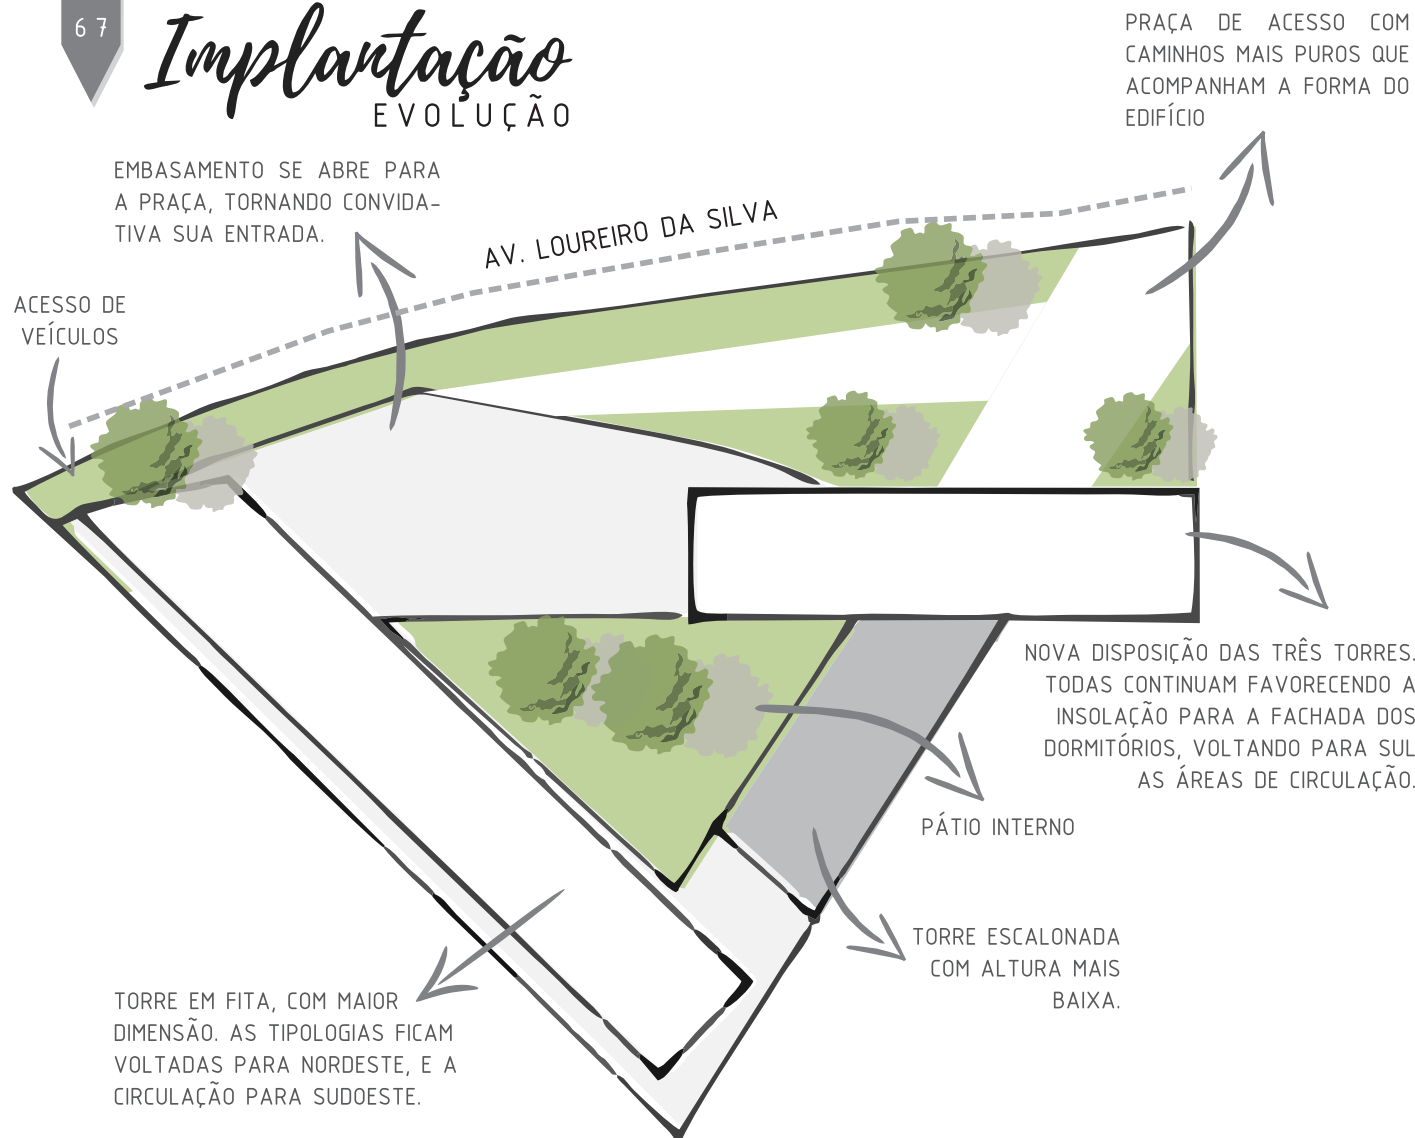 67
Implantação
EVOLUÇÃO
PRAÇA DE ACESSO COM
CAMINHOS MAIS PUROS QUE
ACOMPANHAM A FORMA DO
EDIFÍCIO
EMBASAMENTO SE ABRE PARA
A PRAÇA, TORNANDO CONVIDA-
TIVA SUA ENTRADA.
AV. LOUREIRO DA SILVA
ACESSO DE
VEÍCULOS
NOVA DISPOSIÇÃO DAS TRÊS TORRES.
TODAS CONTINUAM FAVORECENDO A
INSOLAÇÃO PARA A FACHADA DOS
DORMITÓRIOS, VOLTANDO PARA SUL
AS ÁREAS DE CIRCULAÇÃO.
PÁTIO INTERNO
TORRE ESCALONADA
COM ALTURA MAIS
BAIXA.
TORRE EM FITA, COM MAIOR
DIMENSÃO. AS TIPOLOGIAS FICAM
VOLTADAS PARA NORDESTE, E A
CIRCULAÇÃO PARA SUDOESTE.